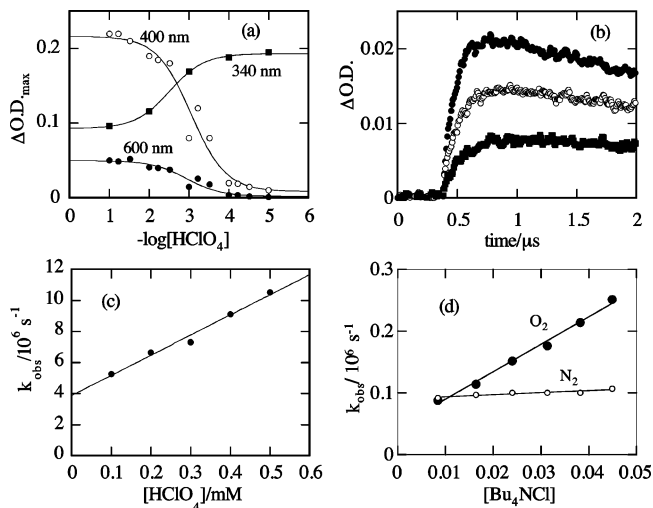 (a)
400 nm
340 nm
600 nm
ΔO.D.max
0.2
0.1
0
0 1 2 3 4 5 6
-log[HClO4]
(b)
ΔO.D.
0.02
0.01
0
0 0.5 1 1.5 2
time/μs
(c)
kobs /10^6 s^-1
12
10
8
6
4
2
0
0 0.1 0.2 0.3 0.4 0.5 0.6
[HClO4]/mM
(d)
O2
N2
kobs/ 10^6 s^-1
0.3
0.2
0.1
0
0 0.01 0.02 0.03 0.04 0.05
[Bu4NCl]